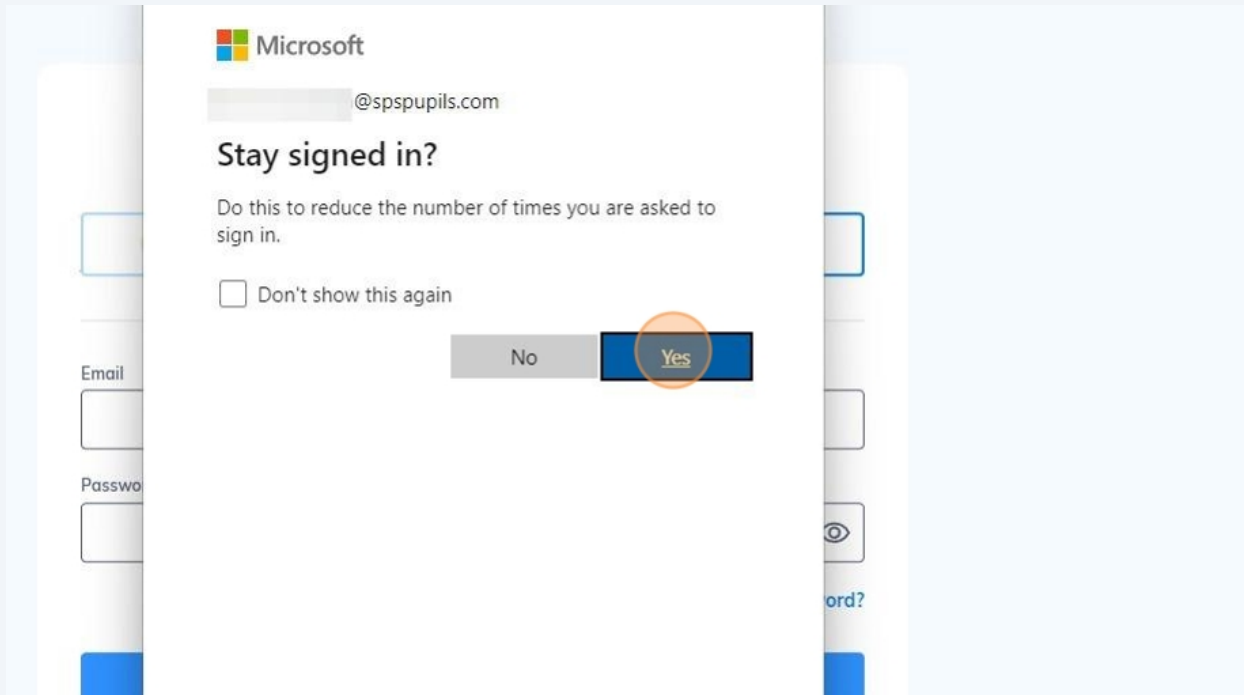 Microsoft
@spspupils.com
Stay signed in?
Do this to reduce the number of times you are asked to
sign in.
Don't show this again
No Yes
Email
Passwo
ord?